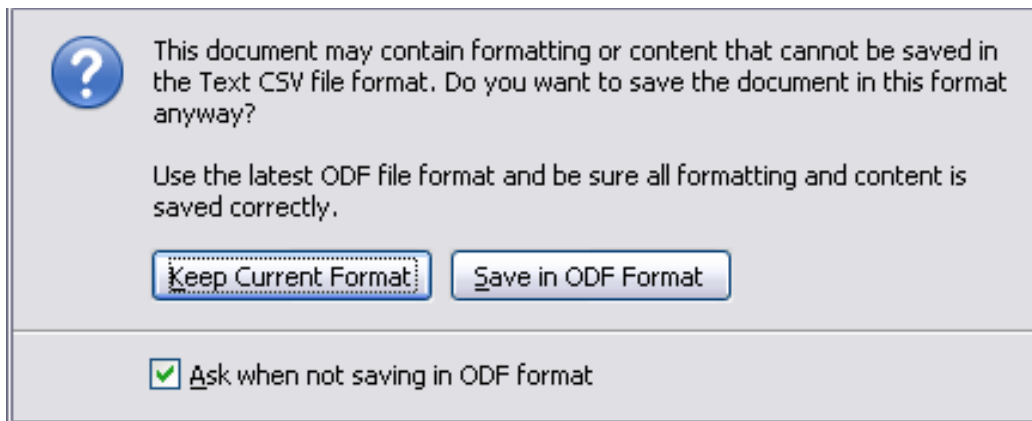 This document may contain formatting or content that cannot be saved in
the Text CSV file format. Do you want to save the document in this format
anyway?
Use the latest ODF file format and be sure all formatting and content is
saved correctly.
Keep Current Format
Save in ODF Format
Ask when not saving in ODF format